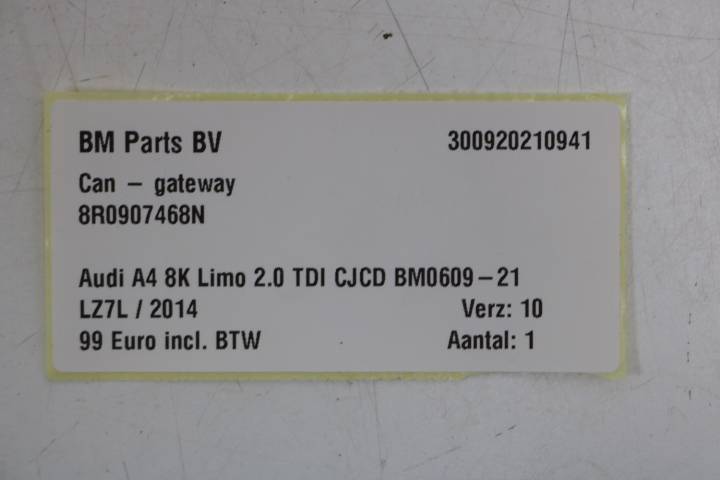 BM Parts BV 300920210941
Can – gateway
8R0907468N
Audi A4 8K Limo 2.0 TDI CJCD BM0609–21
LZ7L / 2014 Verz: 10
99 Euro incl. BTW Aantal: 1